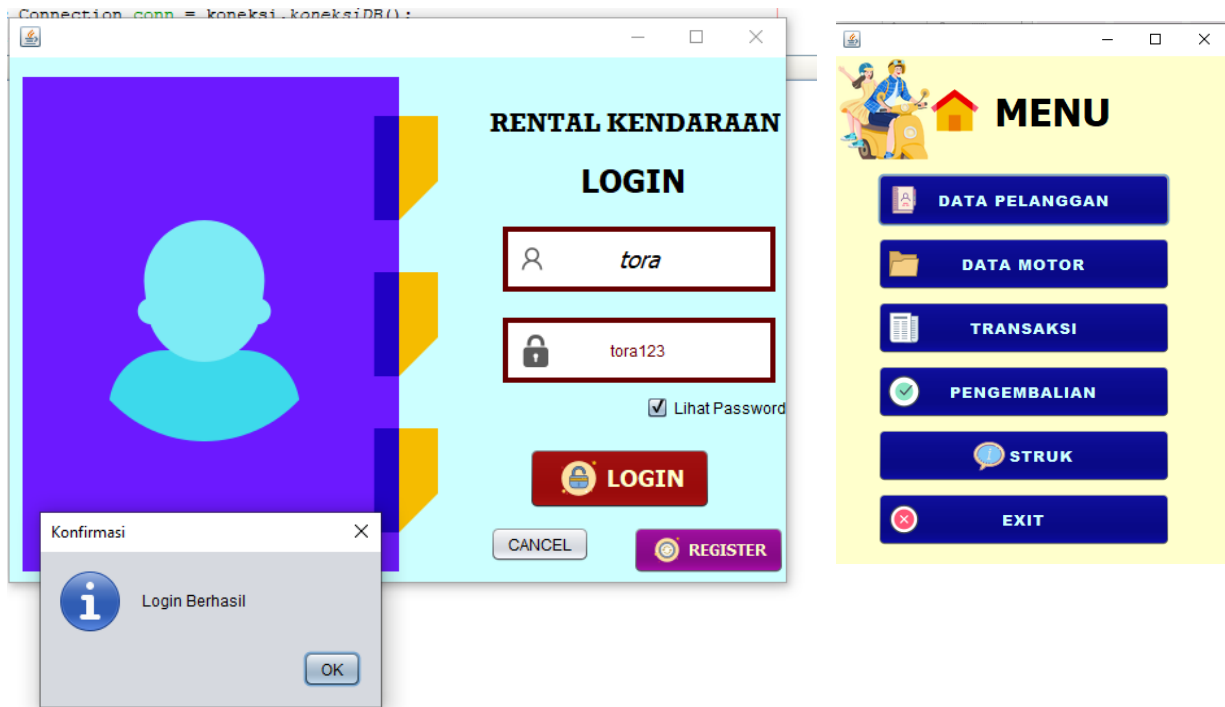 Connection conn = koneksi.koneksiDB();
RENTAL KENDARAAN
LOGIN
tora
tora123
Lihat Password
LOGIN
CANCEL
REGISTER
Konfirmasi
Login Berhasil
OK
MENU
DATA PELANGGAN
DATA MOTOR
TRANSAKSI
PENGEMBALIAN
STRUK
EXIT